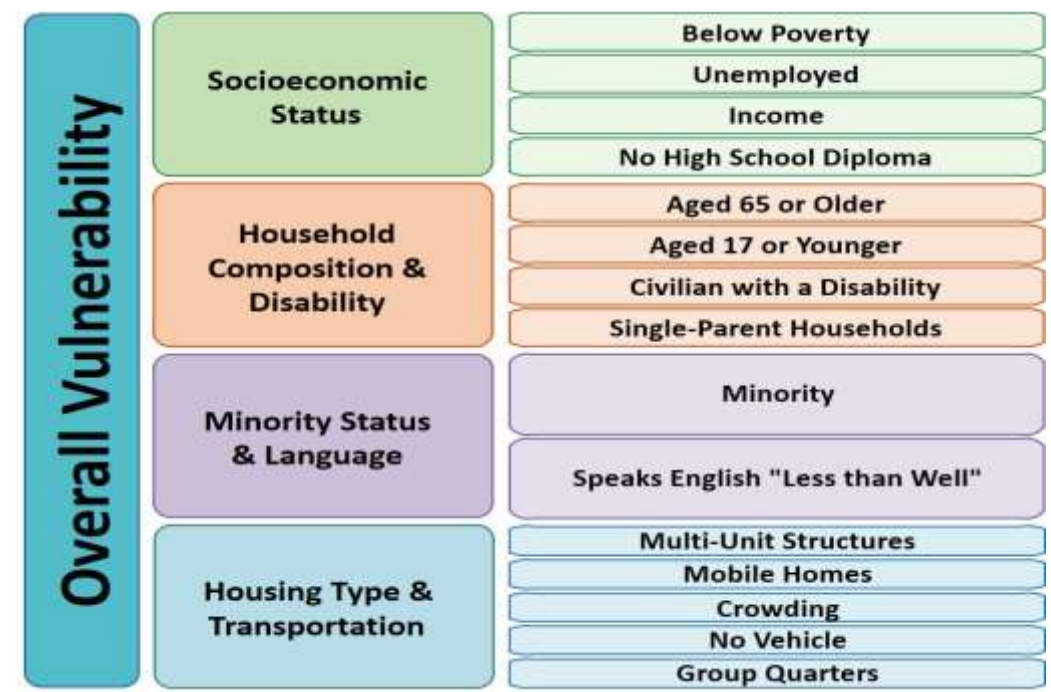 Overall Vulnerability
Socioeconomic
Status
Below Poverty
Unemployed
Income
No High School Diploma
Household
Composition &
Disability
Aged 65 or Older
Aged 17 or Younger
Civilian with a Disability
Single-Parent Households
Minority Status
& Language
Minority
Speaks English "Less than Well"
Housing Type &
Transportation
Multi-Unit Structures
Mobile Homes
Crowding
No Vehicle
Group Quarters